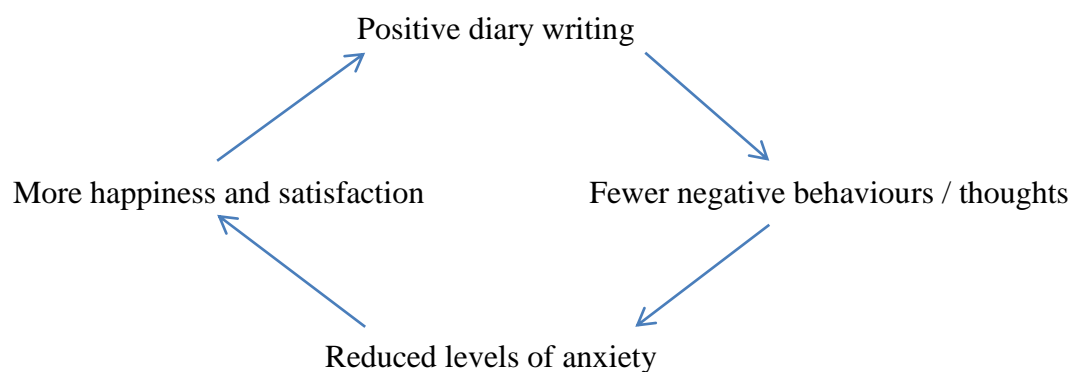 Positive diary writing
More happiness and satisfaction
Fewer negative behaviours / thoughts
Reduced levels of anxiety